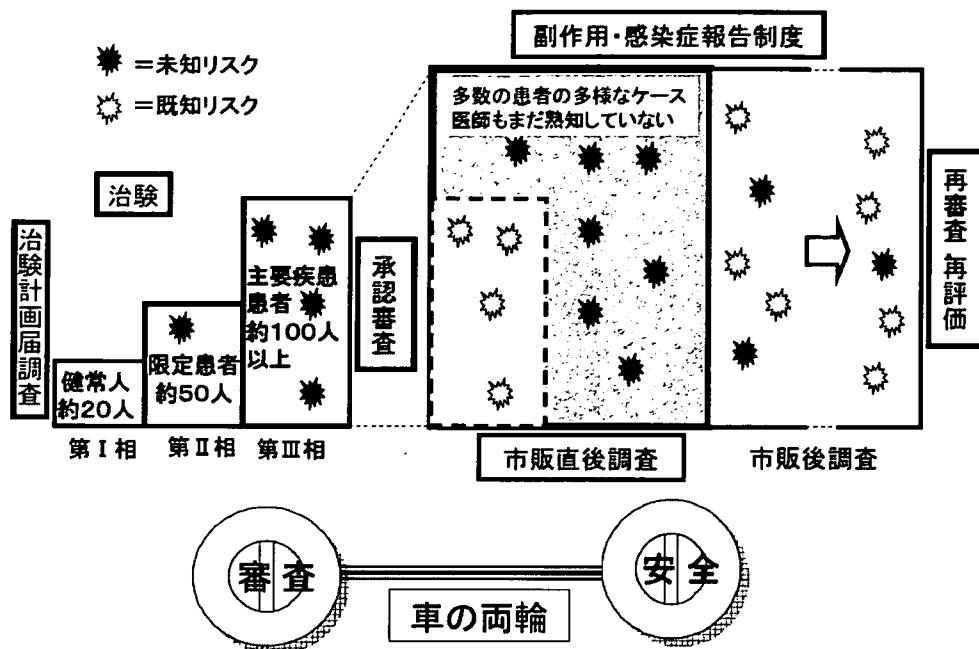 副作用・感染症報告制度
=未知リスク
=既知リスク
多数の患者の多様なケース
医師もまだ熟知していない
治験
治験計画届調査
健常人
約20人
第Ⅰ相
限定患者
約50人
第Ⅱ相
主要疾患
患者
約100人
以上
第Ⅲ相
承認審査
市販直後調査
市販後調査
再審査 再評価
審査
安全
車の両輪